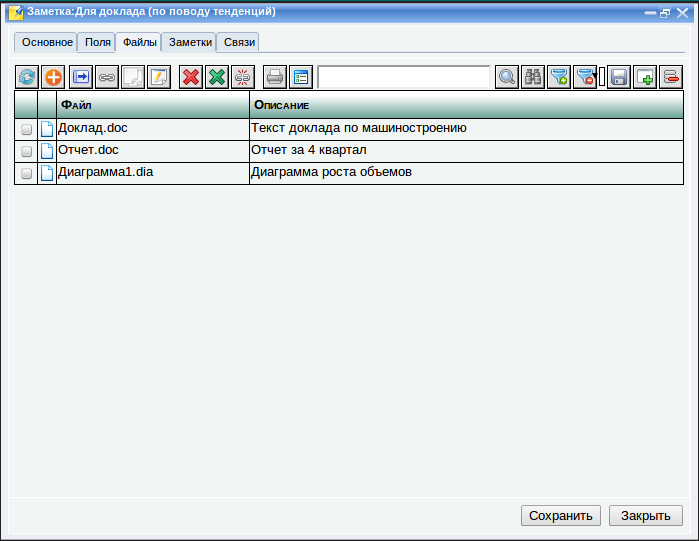 Заметка:Для доклада (по поводу тенденций)
Основное Поля Файлы Заметки Связи
Файл Описание
Доклад.doc Текст доклада по машиностроению
Отчет.doc Отчет за 4 квартал
Диаграмма1.dia Диаграмма роста объемов
Сохранить Закрыть